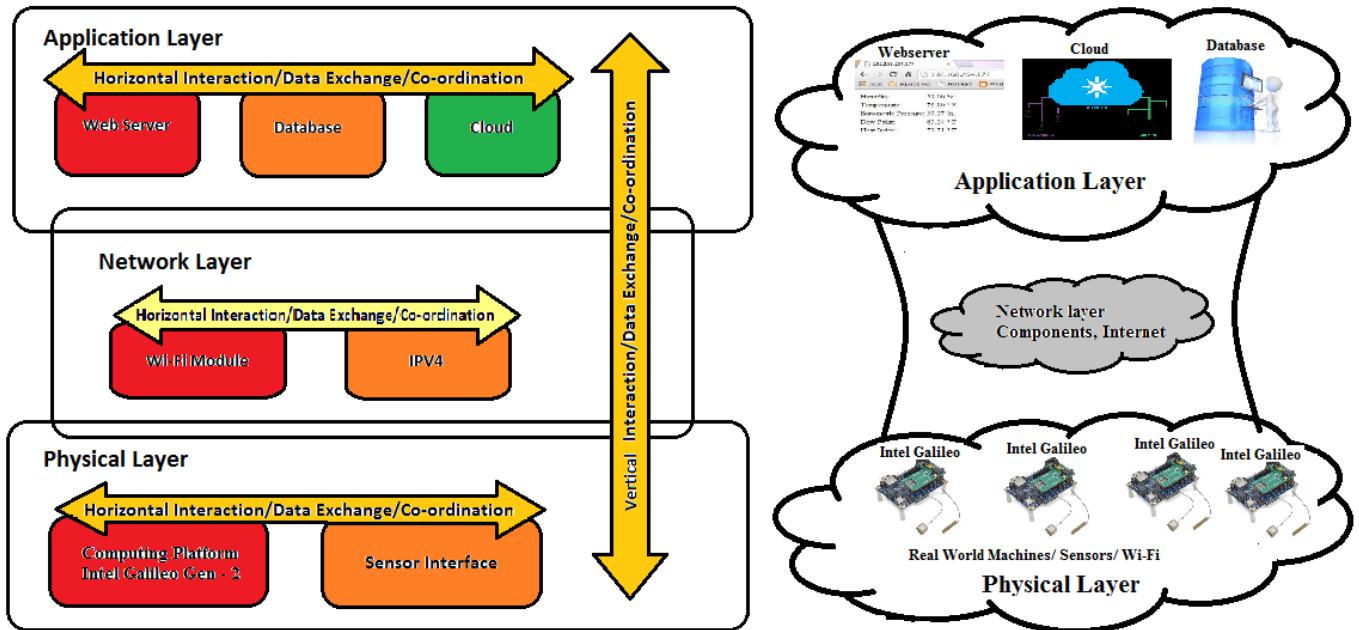 Application Layer
Horizontal Interaction/Data Exchange/Co-ordination
Web Server
Database
Cloud
Network Layer
Horizontal Interaction/Data Exchange/Co-ordination
Wi-Fii Module
IPV4
Physical Layer
Horizontal Interaction/Data Exchange/Co-ordination
Computing Platform
Intel Galileo Gen - 2
Sensor Interface
Vertical Interaction/Data Exchange/Co-ordination
Webserver
Cloud
Database
Humidity:
Temperature:
Barometric Pressure:
Dew Point:
Heat Index:
Application Layer
Network layer
Components, Internet
Intel Galileo
Intel Galileo
Intel Galileo
Intel Galileo
Real World Machines/ Sensors/ Wi-Fi
Physical Layer